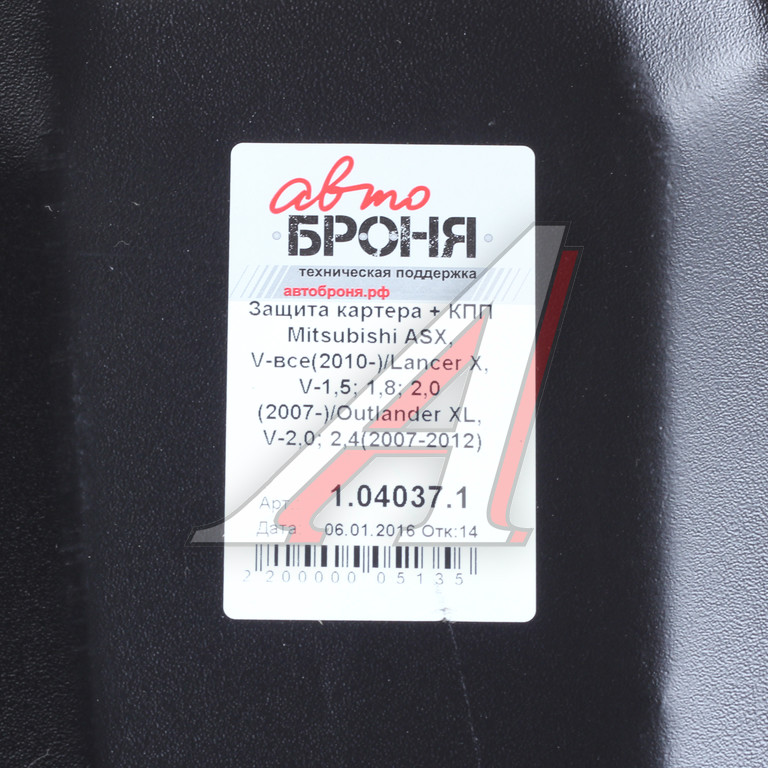 авто
БРОНЯ
техническая поддержка
автоброня.рф
Защита картера + КПП
Mitsubishi ASX,
V-все(2010-)/Lancer X,
V-1,5; 1,8; 2,0
(2007-)/Outlander XL,
V-2,0; 2,4(2007-2012)
Арт 1.04037.1
Дата 06.01.2016 Отк:14
2 200000 05135